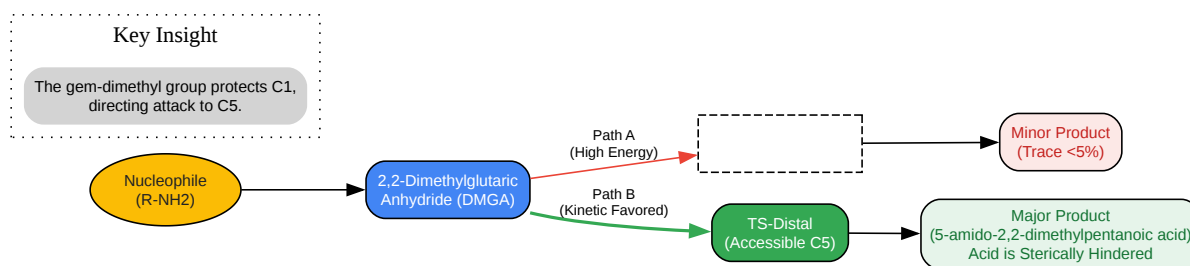 Key Insight
The gem-dimethyl group protects C1,
directing attack to C5.
Nucleophile
(R-NH2)
2,2-Dimethylglutaric
Anhydride (DMGA)
Path A
(High Energy)
Path B
(Kinetic Favored)
TS-Distal
(Accessible C5)
Minor Product
(Trace <5%)
Major Product
(5-amido-2,2-dimethylpentanoic acid)
Acid is Sterically Hindered